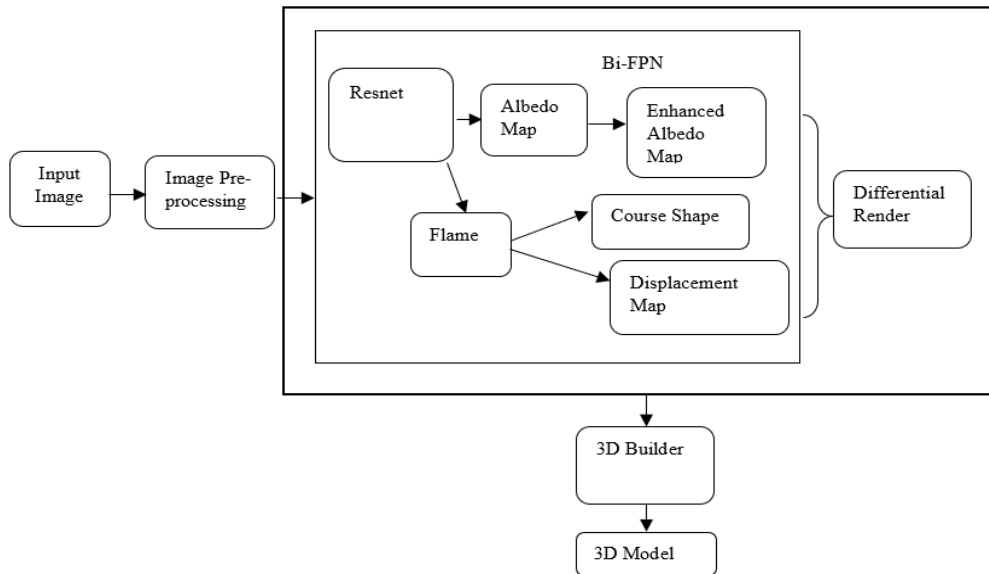 Bi-FPN
Resnet
Albedo
Map
Enhanced
Albedo
Map
Input
Image
Image Pre-
processing
Flame
Course Shape
Displacement
Map
Differential
Render
3D Builder
3D Model